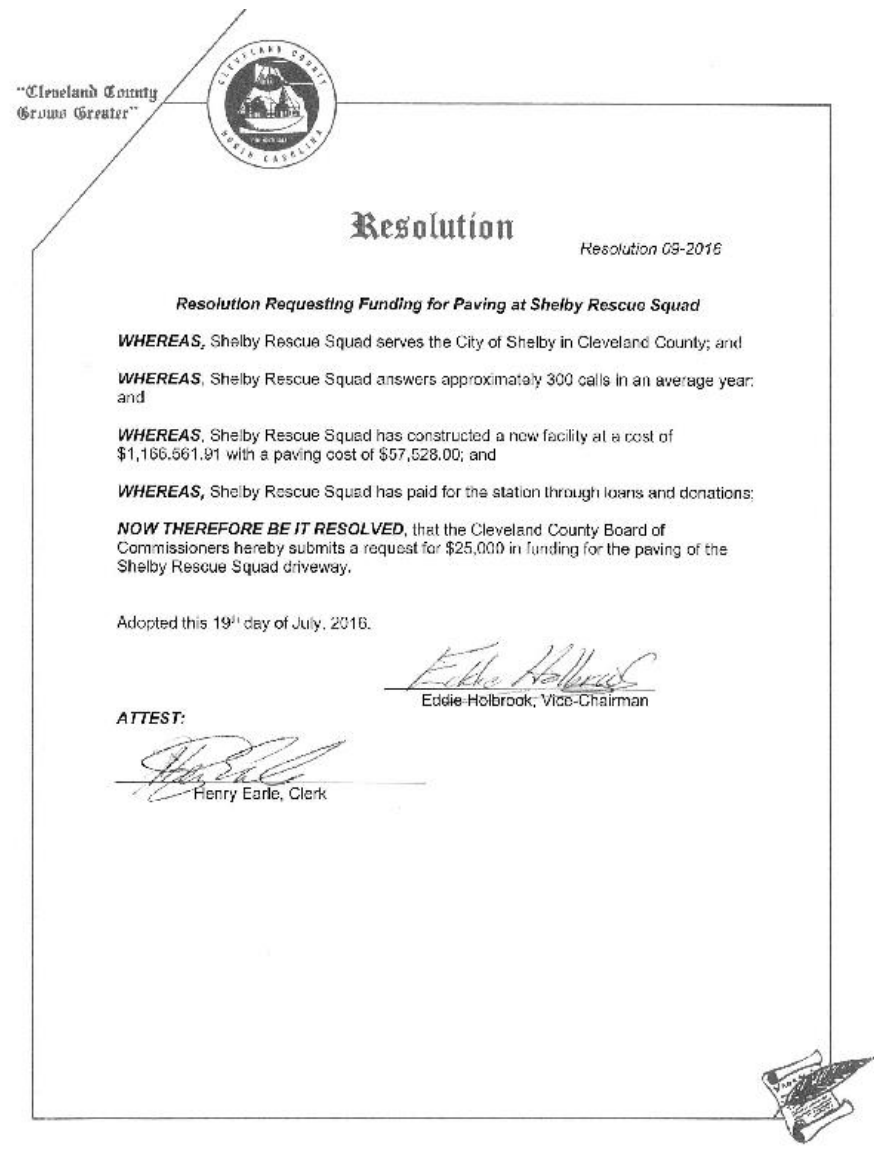 "Cleveland County
Grows Greater"
CLEVELAND COUNTY
NORTH CAROLINA
Resolution
Resolution 09-2016
Resolution Requesting Funding for Paving at Shelby Rescue Squad
WHEREAS, Shelby Rescue Squad serves the City of Shelby in Cleveland County; and
WHEREAS, Shelby Rescue Squad answers approximately 300 calls in an average year;
and
WHEREAS, Shelby Rescue Squad has constructed a new facility at a cost of
$1,166,561.91 with a paving cost of $57,528.00; and
WHEREAS, Shelby Rescue Squad has paid for the station through loans and donations;
NOW THEREFORE BE IT RESOLVED, that the Cleveland County Board of
Commissioners hereby submits a request for $25,000 in funding for the paving of the
Shelby Rescue Squad driveway.
Adopted this 19th day of July, 2016.
Eddie Holbrook
Eddie Holbrook, Vice-Chairman
ATTEST:
Henry Earle, Clerk